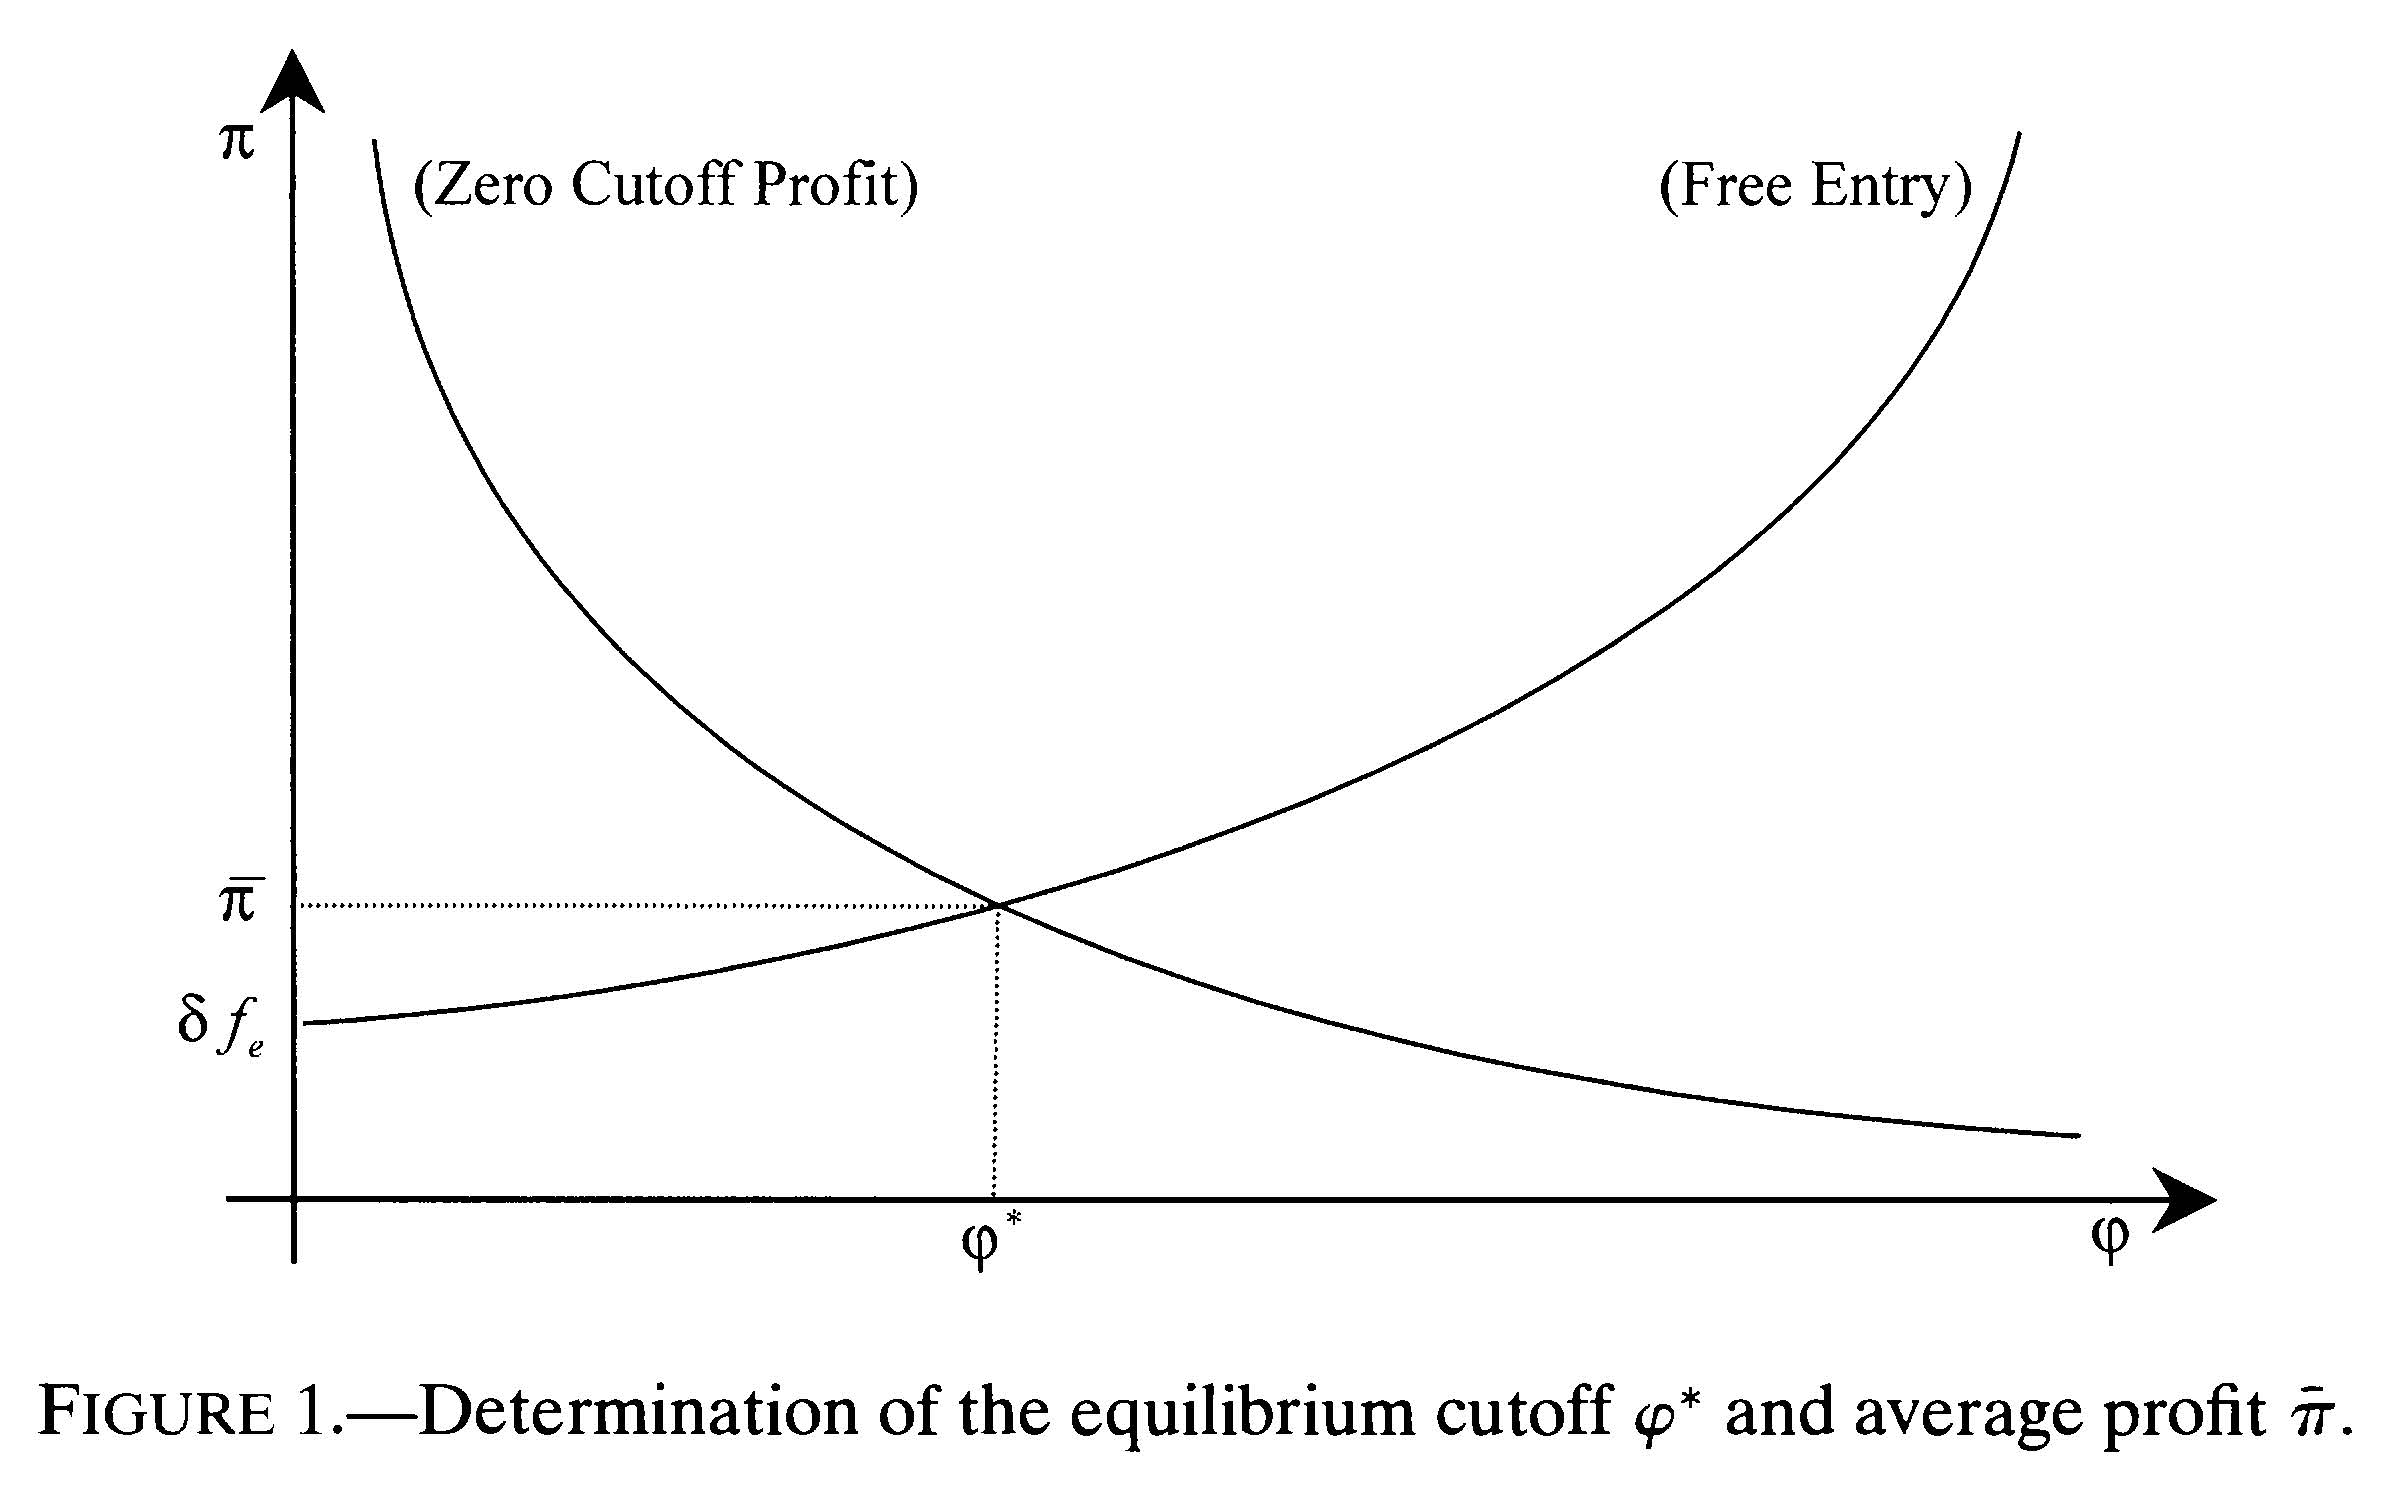 π
(Zero Cutoff Profit)
(Free Entry)
π̄
δ fₑ
φ*
φ
FIGURE 1.—Determination of the equilibrium cutoff φ* and average profit π̄.